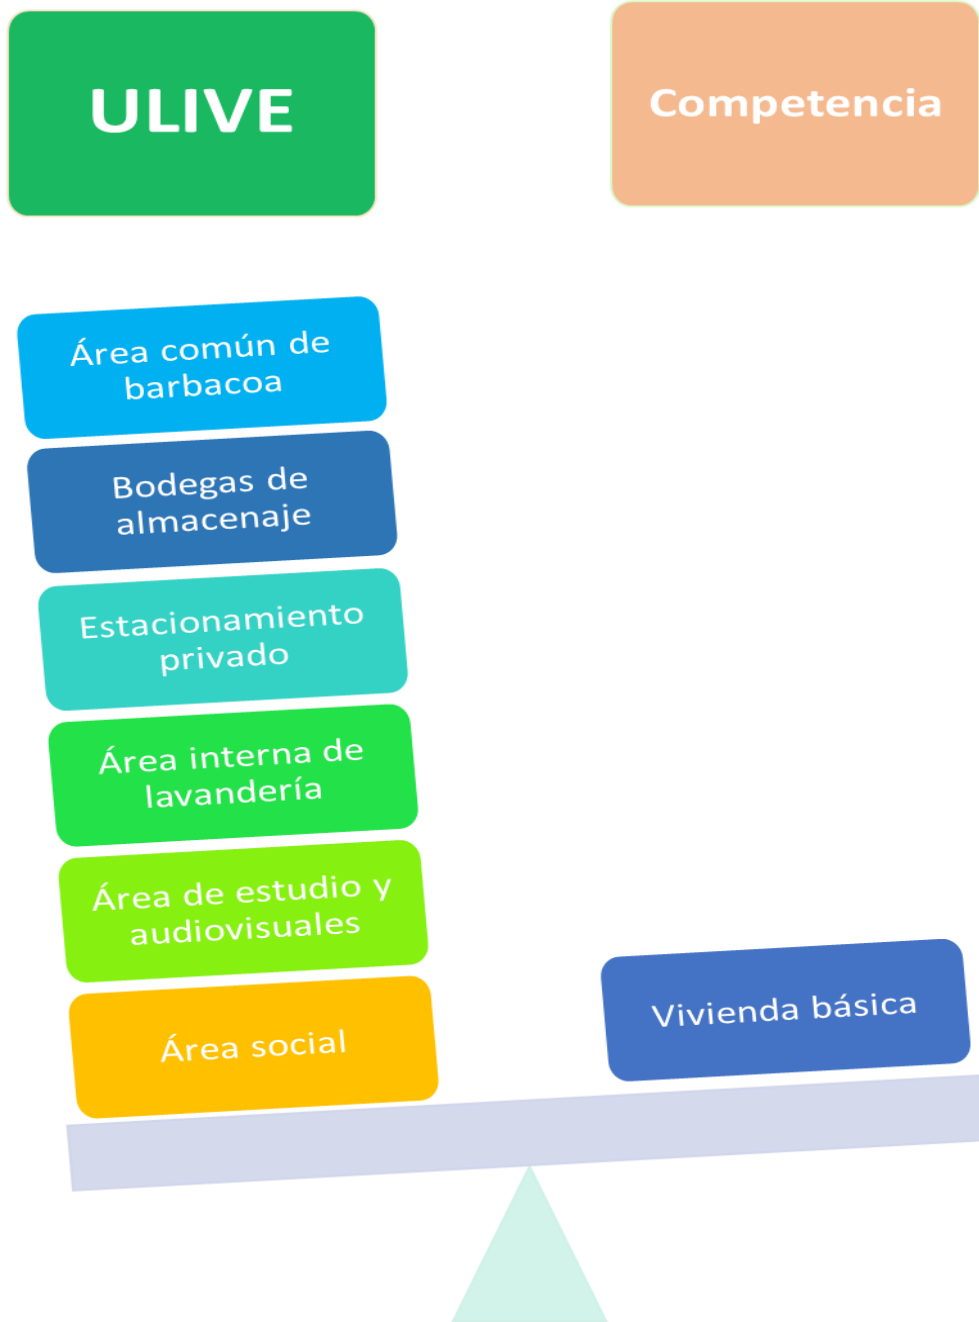 ULIVE
Competencia
Área común de
barbacoa
Bodegas de
almacenaje
Estacionamiento
privado
Área interna de
lavandería
Área de estudio y
audiovisuales
Área social
Vivienda básica